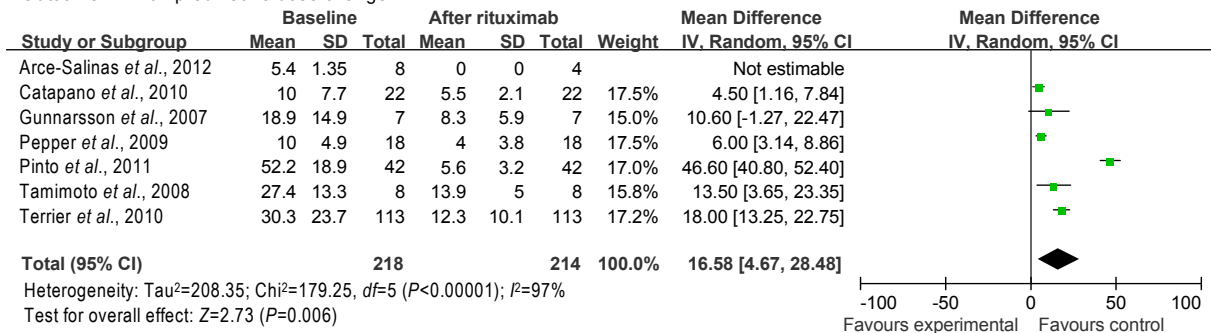 Baseline After rituximab Mean Difference Mean Difference
Study or Subgroup Mean SD Total Mean SD Total Weight IV, Random, 95% CI IV, Random, 95% CI
Arce-Salinas et al., 2012 5.4 1.35 8 0 0 4 Not estimable
Catapano et al., 2010 10 7.7 22 5.5 2.1 22 17.5% 4.50 [1.16, 7.84]
Gunnarsson et al., 2007 18.9 14.9 7 8.3 5.9 7 15.0% 10.60 [-1.27, 22.47]
Pepper et al., 2009 10 4.9 18 4 3.8 18 17.5% 6.00 [3.14, 8.86]
Pinto et al., 2011 52.2 18.9 42 5.6 3.2 42 17.0% 46.60 [40.80, 52.40]
Tamimoto et al., 2008 27.4 13.3 8 13.9 5 8 15.8% 13.50 [3.65, 23.35]
Terrier et al., 2010 30.3 23.7 113 12.3 10.1 113 17.2% 18.00 [13.25, 22.75]
Total (95% CI) 218 214 100.0% 16.58 [4.67, 28.48]
Heterogeneity: Tau²=208.35; Chi²=179.25, df=5 (P<0.00001); I²=97%
Test for overall effect: Z=2.73 (P=0.006)
-100 -50 0 50 100
Favours experimental Favours control